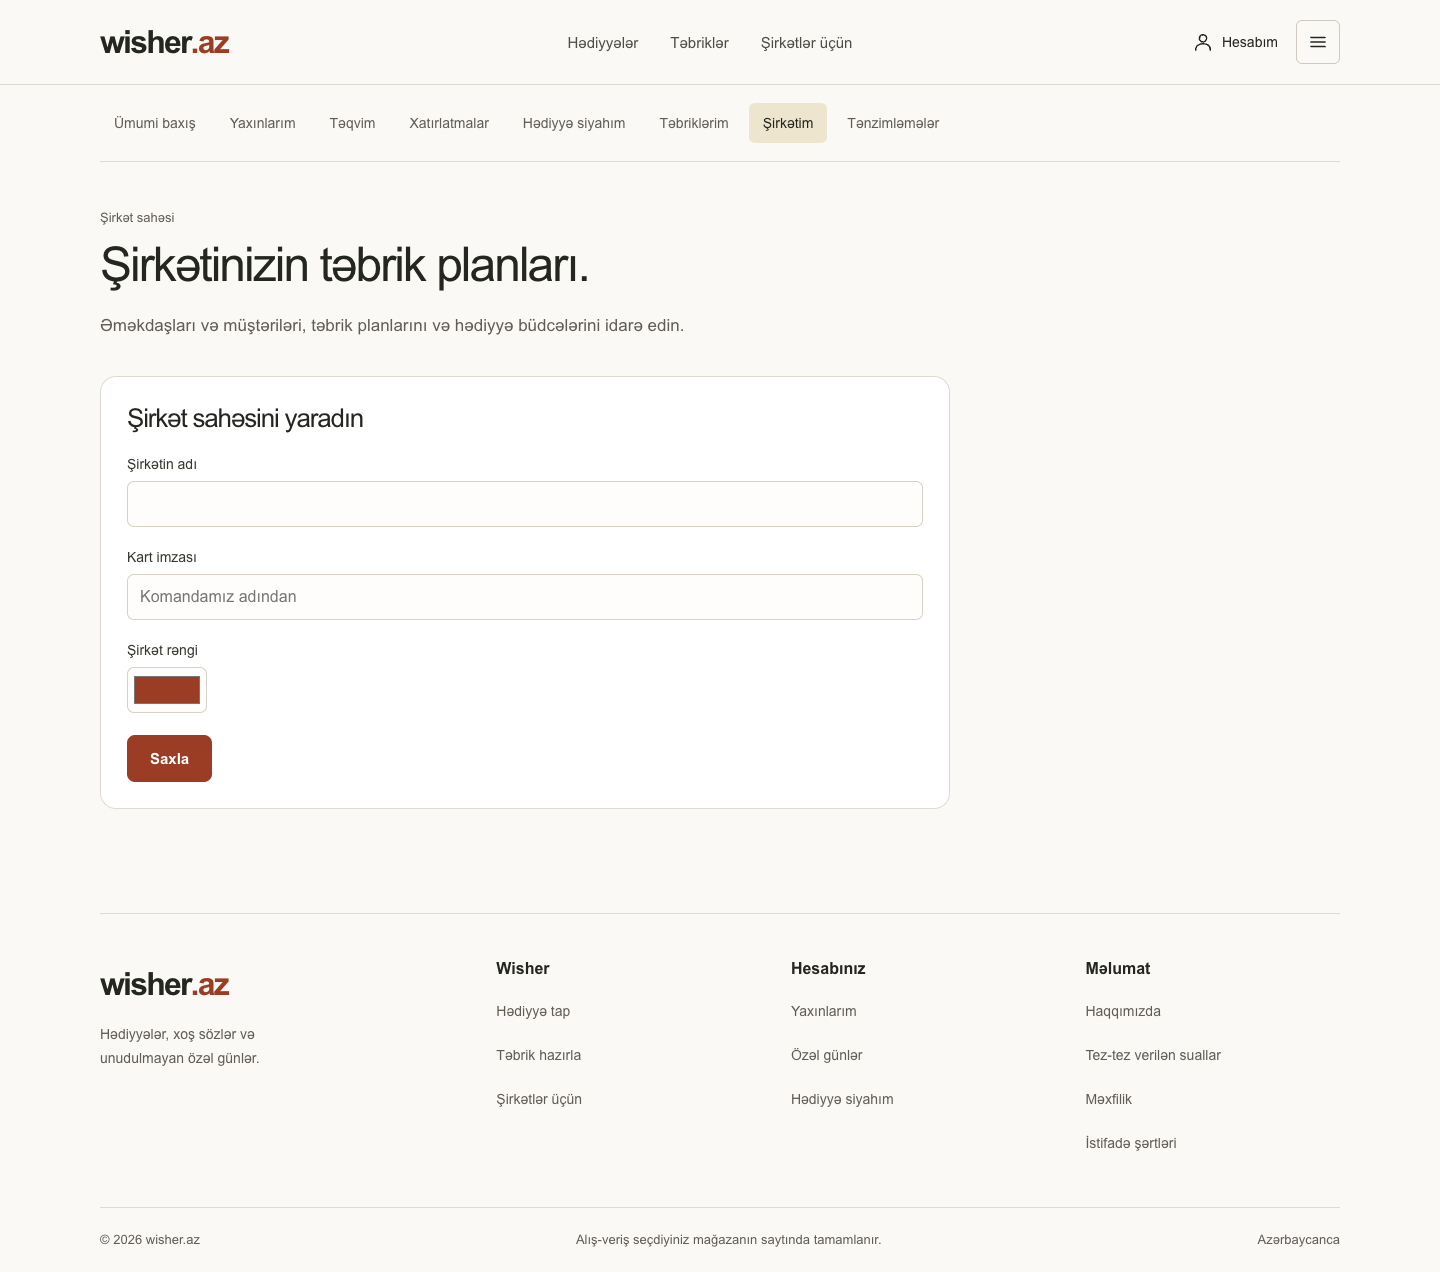 wisher.az
Hədiyyələr
Təbriklər
Şirkətlər üçün
Hesabım
Ümumi baxış
Yaxınlarım
Təqvim
Xatırlatmalar
Hədiyyə siyahım
Təbriklərim
Şirkətim
Tənzimləmələr
Şirkət sahəsi
Şirkətinizin təbrik planları.
Əməkdaşları və müştəriləri, təbrik planlarını və hədiyyə büdcələrini idarə edin.
Şirkət sahəsini yaradın
Şirkətin adı
Kart imzası
Komandamız adından
Şirkət rəngi
Saxla
wisher.az
Hədiyyələr, xoş sözlər və
unudulmayan özəl günlər.
Wisher
Hədiyyə tap
Təbrik hazırla
Şirkətlər üçün
Hesabınız
Yaxınlarım
Özəl günlər
Hədiyyə siyahım
Məlumat
Haqqımızda
Tez-tez verilən suallar
Məxfilik
İstifadə şərtləri
© 2026 wisher.az
Alış-veriş seçdiyiniz mağazanın saytında tamamlanır.
Azərbaycanca